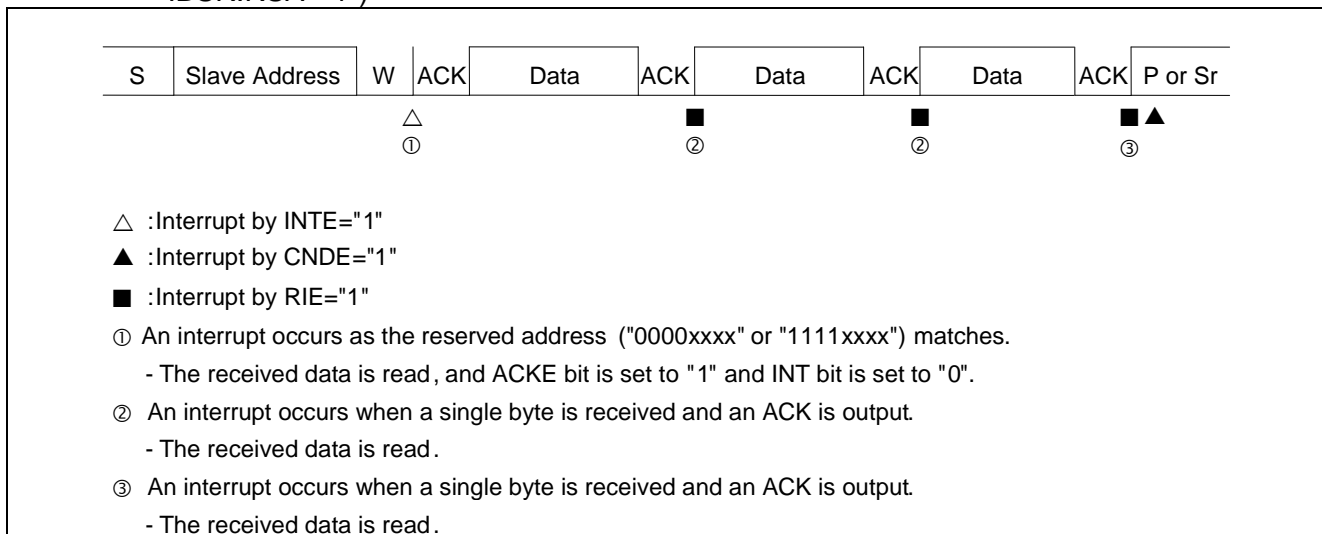 S Slave Address W ACK Data ACK Data ACK Data ACK P or Sr
△ ■ ■ ■ ▲
① ② ② ③
△ :Interrupt by INTE="1"
▲ :Interrupt by CNDE="1"
■ :Interrupt by RIE="1"
① An interrupt occurs as the reserved address ("0000xxxx" or "1111xxxx") matches.
- The received data is read, and ACKE bit is set to "1" and INT bit is set to "0".
② An interrupt occurs when a single byte is received and an ACK is output.
- The received data is read.
③ An interrupt occurs when a single byte is received and an ACK is output.
- The received data is read.